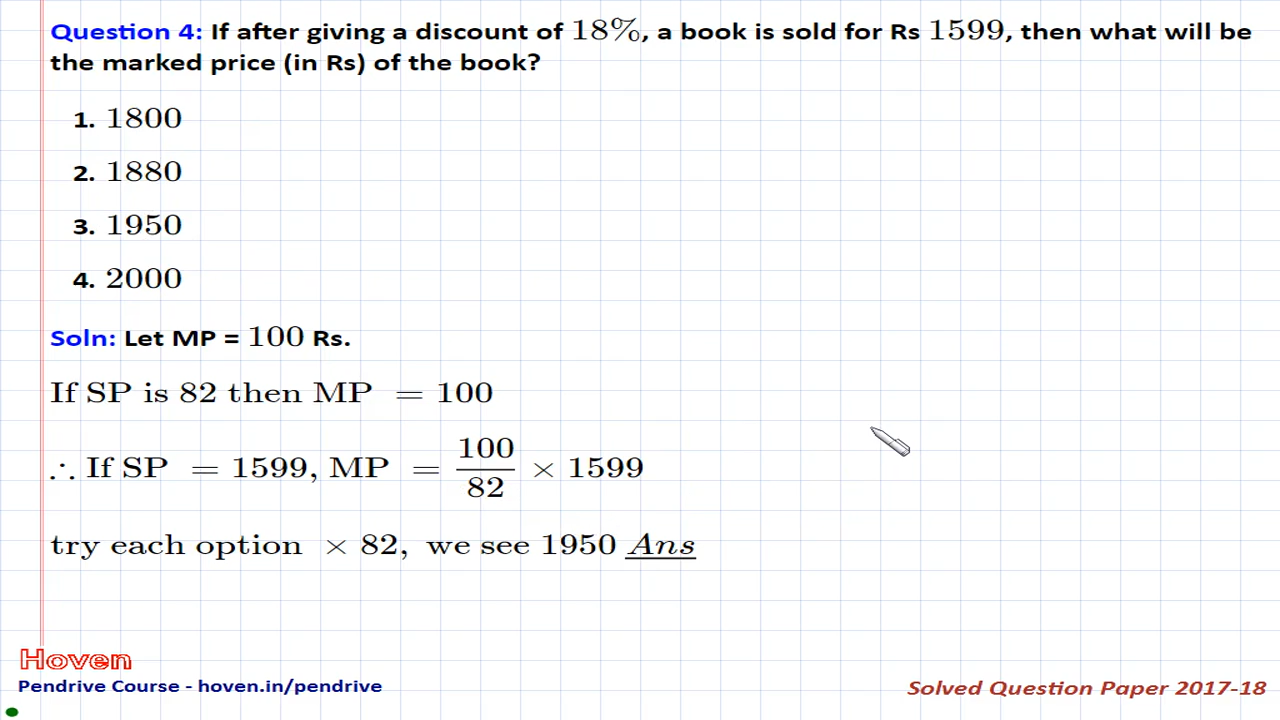 Question 4: If after giving a discount of 18%, a book is sold for Rs 1599, then what will be
the marked price (in Rs) of the book?
1. 1800
2. 1880
3. 1950
4. 2000
Soln: Let MP = 100 Rs.
If SP is 82 then MP = 100
∴ If SP = 1599, MP = 100/82 × 1599
try each option × 82, we see 1950 Ans
Hoven
Pendrive Course - hoven.in/pendrive
Solved Question Paper 2017-18